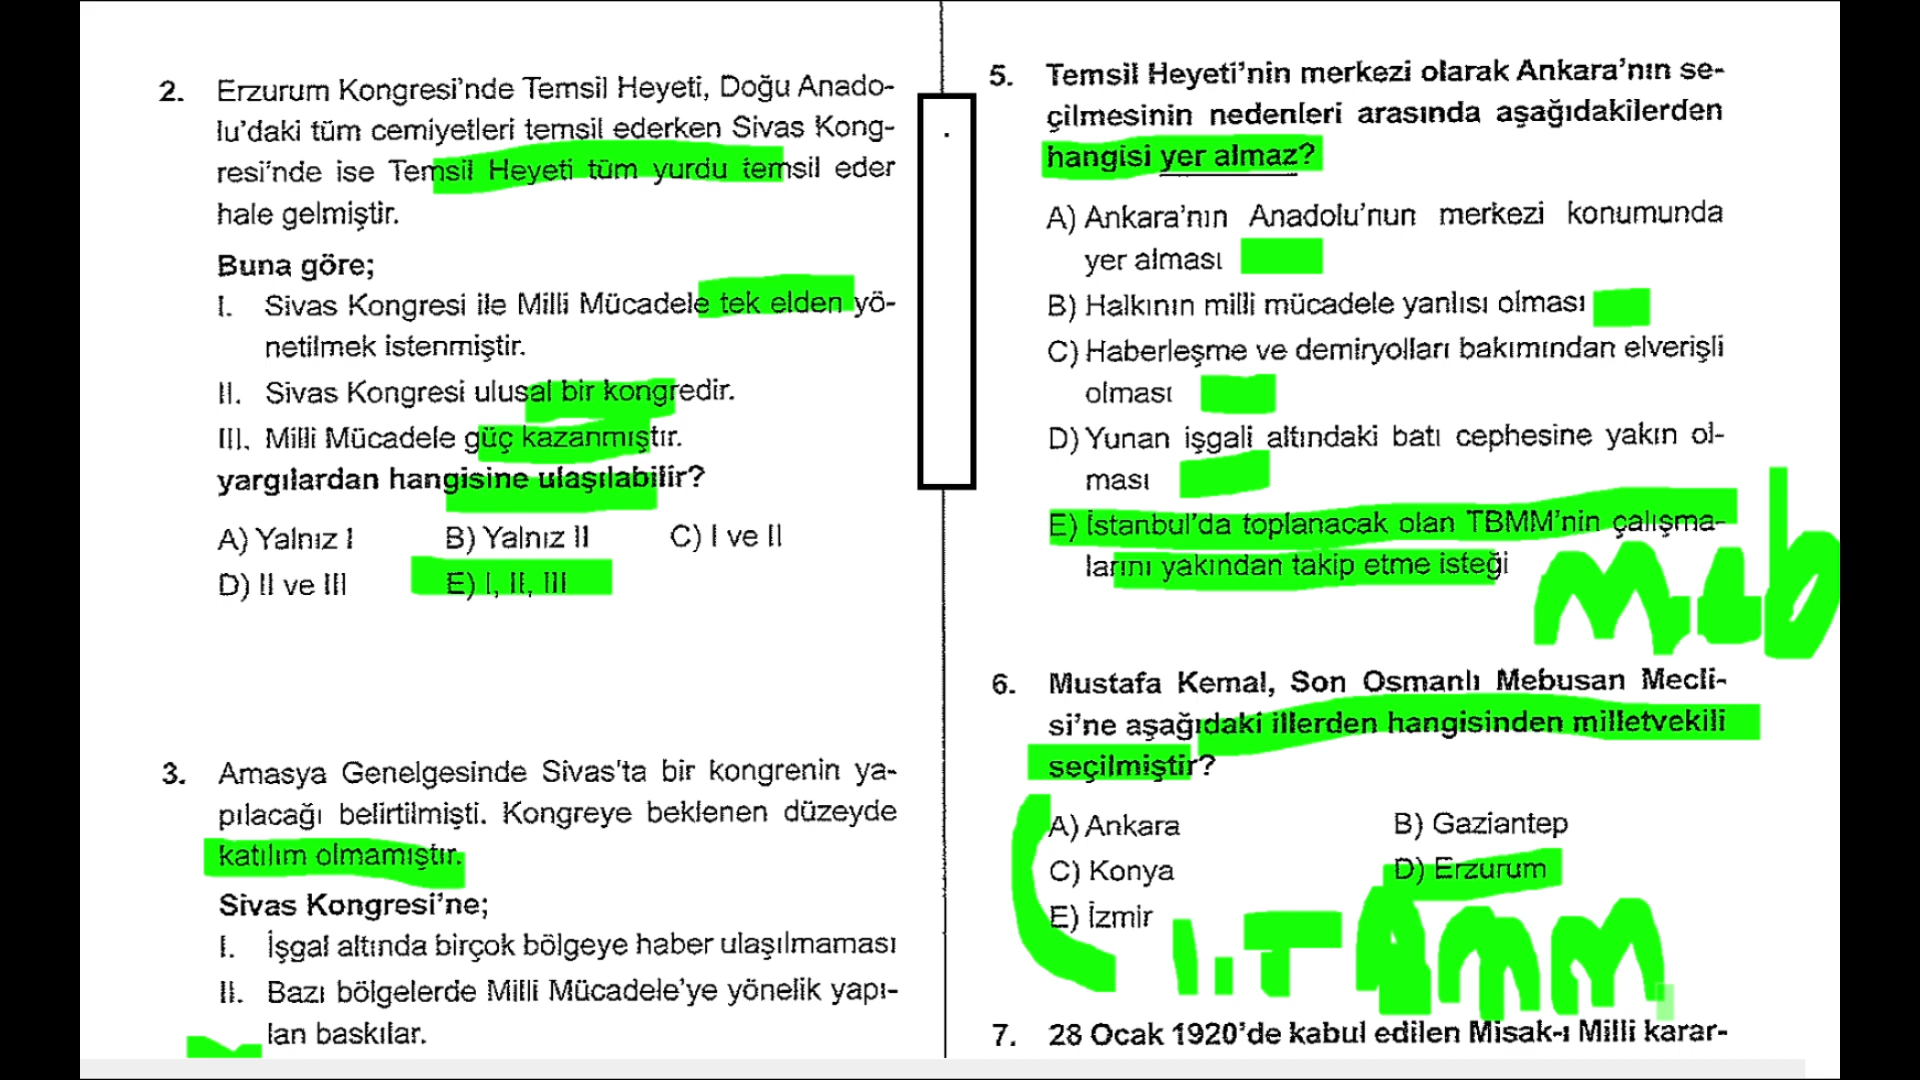 2. Erzurum Kongresi'nde Temsil Heyeti, Doğu Anado-
lu'daki tüm cemiyetleri temsil ederken Sivas Kong-
resi'nde ise Temsil Heyeti tüm yurdu temsil eder
hale gelmiştir.
Buna göre;
I. Sivas Kongresi ile Milli Mücadele tek elden yö-
netilmek istenmiştir.
II. Sivas Kongresi ulusal bir kongredir.
III. Milli Mücadele güç kazanmıştır.
yargılardan hangisine ulaşılabilir?
A) Yalnız I B) Yalnız II C) I ve II
D) II ve III E) I, II, III
3. Amasya Genelgesinde Sivas'ta bir kongrenin ya-
pılacağı belirtilmişti. Kongreye beklenen düzeyde
katılım olmamıştır.
Sivas Kongresi'ne;
I. İşgal altında birçok bölgeye haber ulaşılmaması
II. Bazı bölgelerde Milli Mücadele'ye yönelik yapı-
lan baskılar.
5. Temsil Heyeti'nin merkezi olarak Ankara'nın se-
çilmesinin nedenleri arasında aşağıdakilerden
hangisi yer almaz?
A) Ankara'nın Anadolu'nun merkezi konumunda
yer alması
B) Halkının milli mücadele yanlısı olması
C) Haberleşme ve demiryolları bakımından elverişli
olması
D) Yunan işgali altındaki batı cephesine yakın ol-
ması
E) İstanbul'da toplanacak olan TBMM'nin çalışma-
larını yakından takip etme isteği
6. Mustafa Kemal, Son Osmanlı Mebusan Mecli-
si'ne aşağıdaki illerden hangisinden milletvekili
seçilmiştir?
A) Ankara B) Gaziantep
C) Konya D) Erzurum
E) İzmir
7. 28 Ocak 1920'de kabul edilen Misak-ı Milli karar-